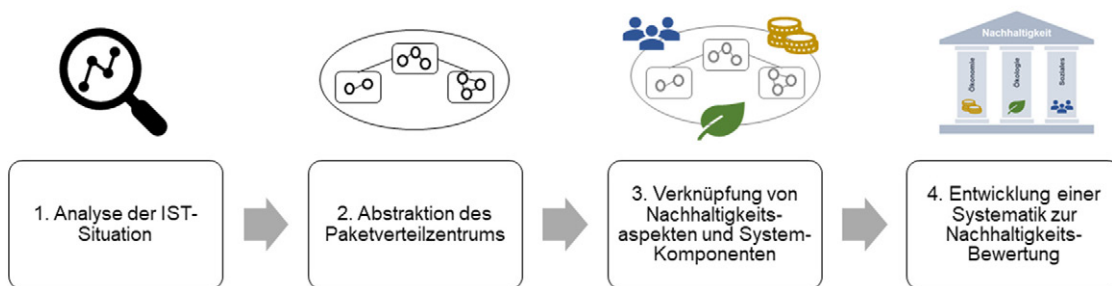 Nachhaltigkeit
Ökonomie
Ökologie
Soziales
1. Analyse der IST-
Situation
2. Abstraktion des
Paketverteilzentrums
3. Verknüpfung von
Nachhaltigkeits-
aspekten und System-
Komponenten
4. Entwicklung einer
Systematik zur
Nachhaltigkeits-
Bewertung